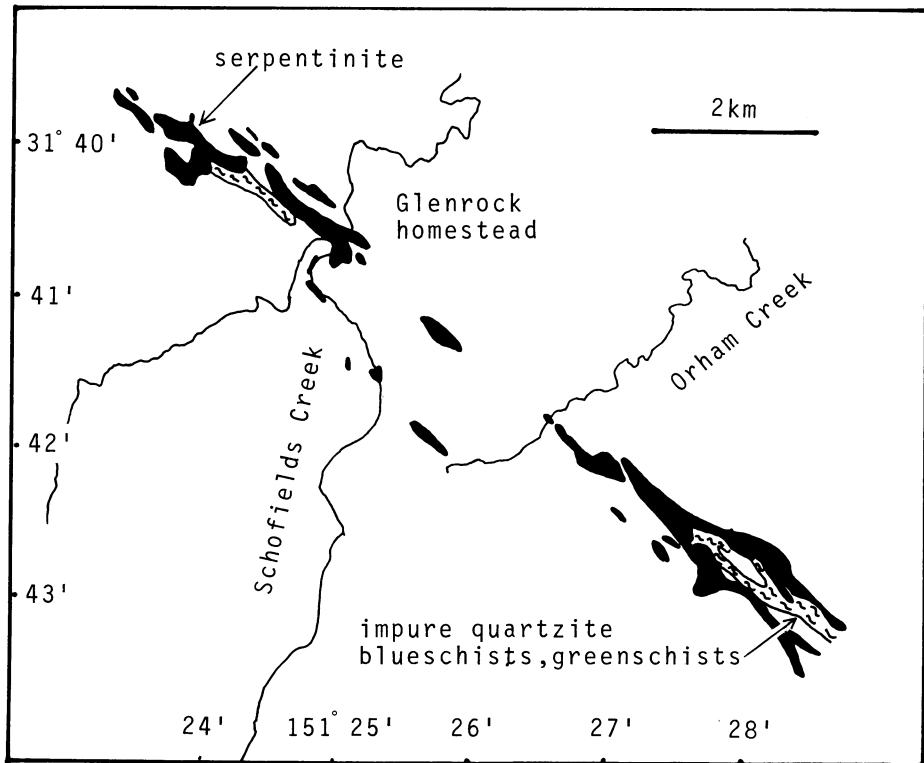 serpentinite
2km
31° 40'
Glenrock
homestead
41'
Orham Creek
Schofields Creek
42'
43'
impure quartzite
blueschists,greenschists
24' 151° 25' 26' 27' 28'